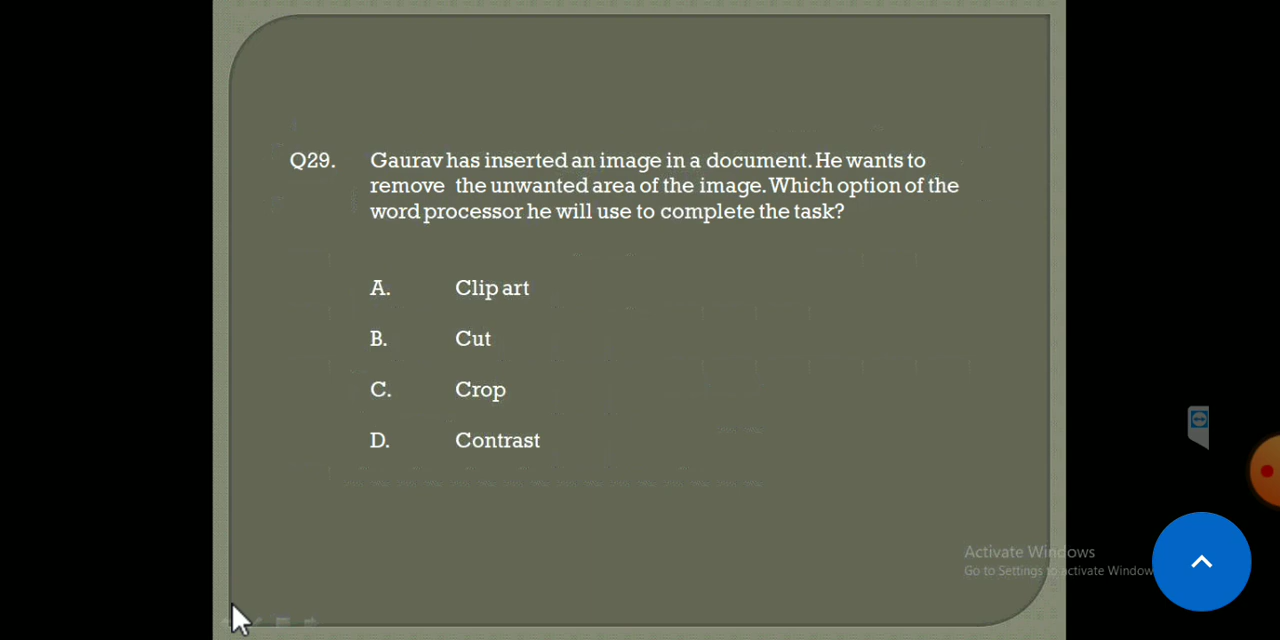 Q29. Gaurav has inserted an image in a document. He wants to
remove the unwanted area of the image. Which option of the
word processor he will use to complete the task?
A. Clip art
B. Cut
C. Crop
D. Contrast
Activate Windows
Go to Settings to activate Window